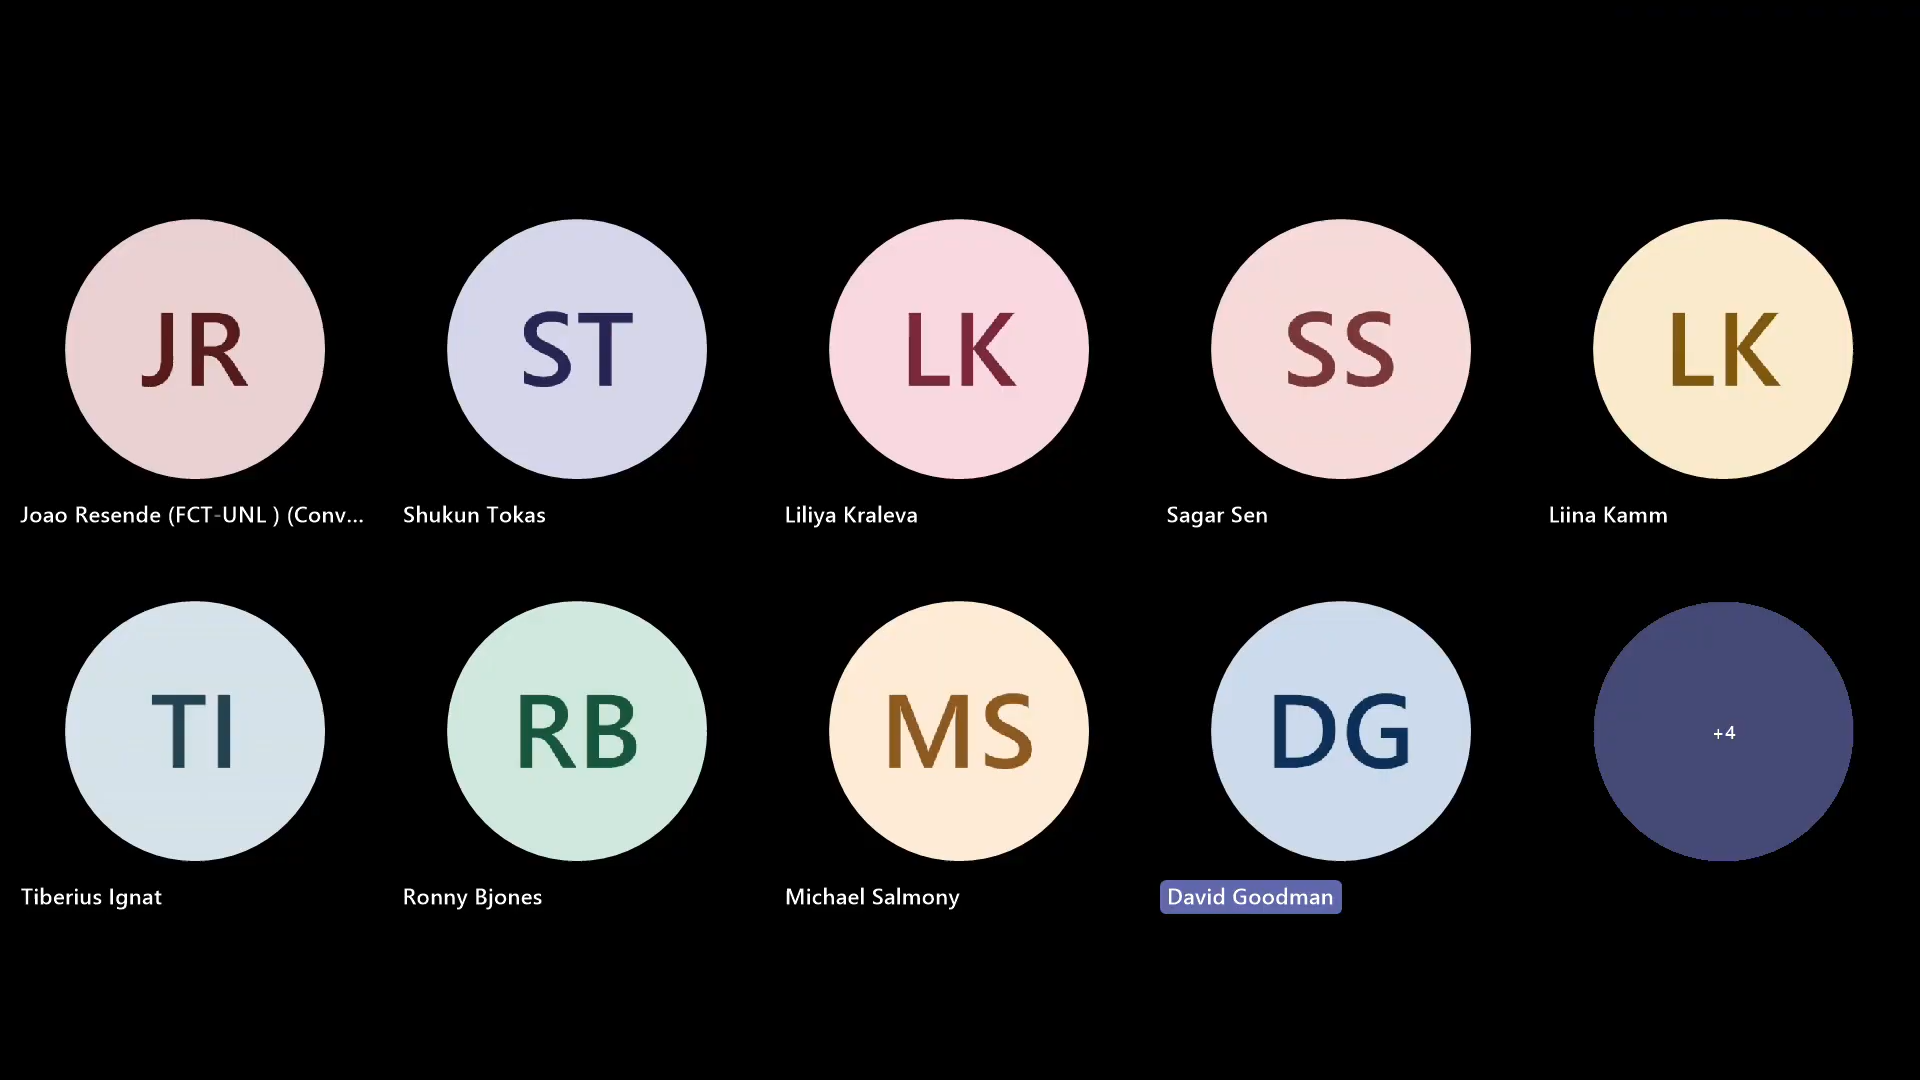 JR
ST
LK
SS
LK
Joao Resende (FCT-UNL ) (Conv...
Shukun Tokas
Liliya Kraleva
Sagar Sen
Liina Kamm
TI
RB
MS
DG
+4
Tiberius Ignat
Ronny Bjones
Michael Salmony
David Goodman